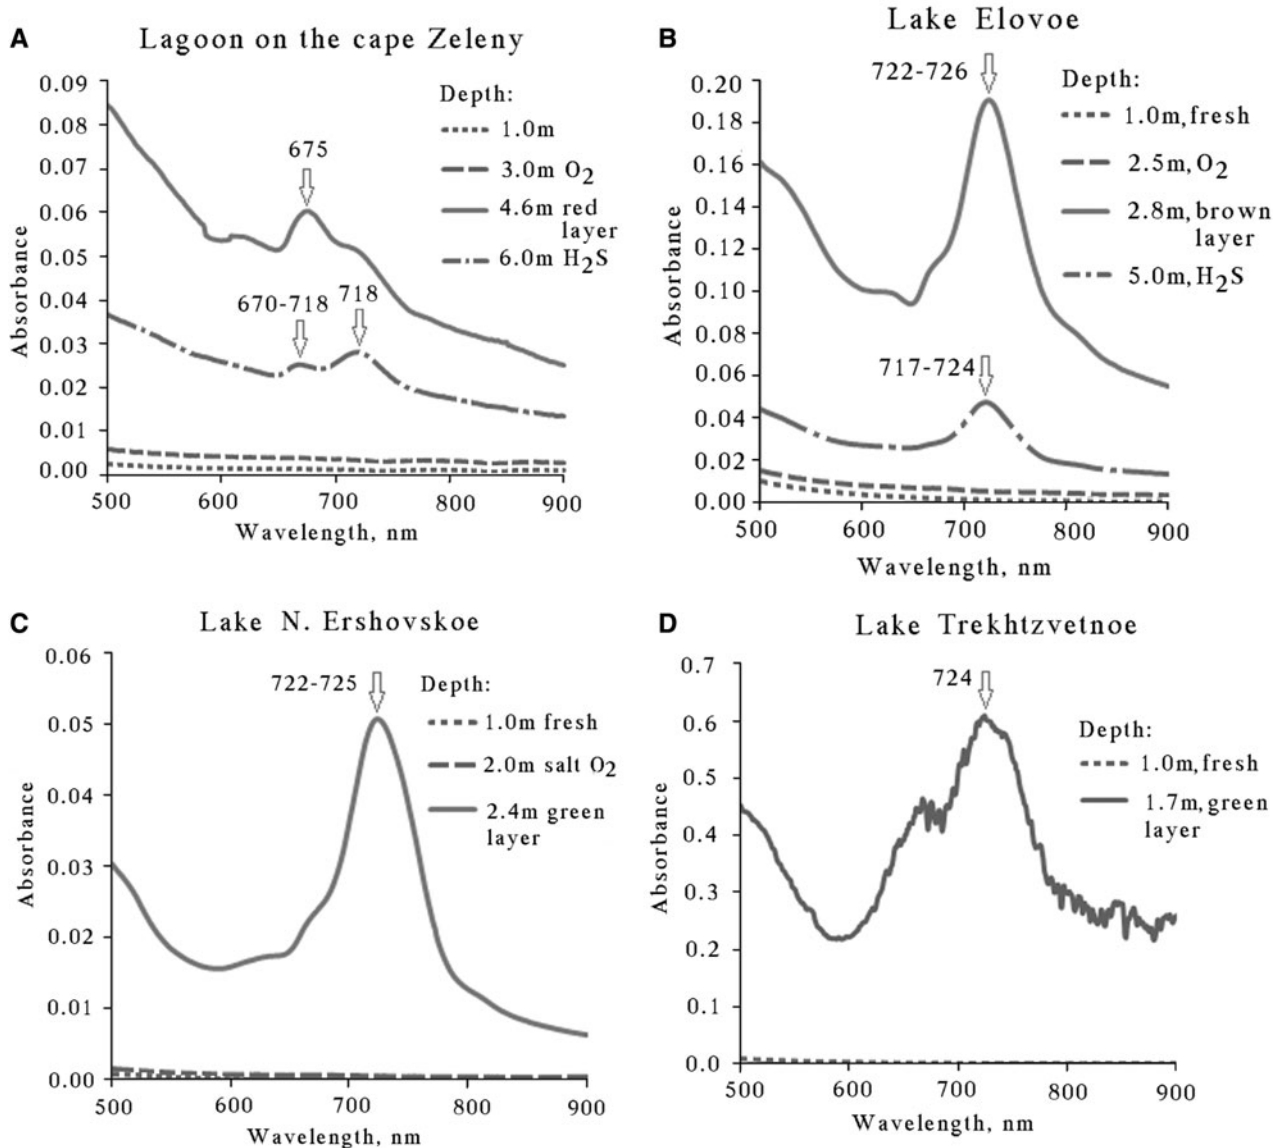 A
Lagoon on the cape Zeleny
0.09
0.08
0.07
0.06
0.05
0.04
0.03
0.02
0.01
0.00
Absorbance
500
600
700
800
900
Wavelength, nm
675
670-718
718
Depth:
1.0m
3.0m O2
4.6m red
layer
6.0m H2S
B
Lake Elovoe
0.20
0.18
0.16
0.14
0.12
0.10
0.08
0.06
0.04
0.02
0.00
Absorbance
500
600
700
800
900
Wavelength, nm
722-726
717-724
Depth:
1.0m, fresh
2.5m, O2
2.8m, brown
layer
5.0m, H2S
C
Lake N. Ershovskoe
0.06
0.05
0.04
0.03
0.02
0.01
0.00
Absorbance
500
600
700
800
900
Wavelength, nm
722-725
Depth:
1.0m fresh
2.0m salt O2
2.4m green
layer
D
Lake Trekhtzvetnoe
0.7
0.6
0.5
0.4
0.3
0.2
0.1
0.0
Absorbance
500
600
700
800
900
Wavelength, nm
724
Depth:
1.0m, fresh
1.7m, green
layer